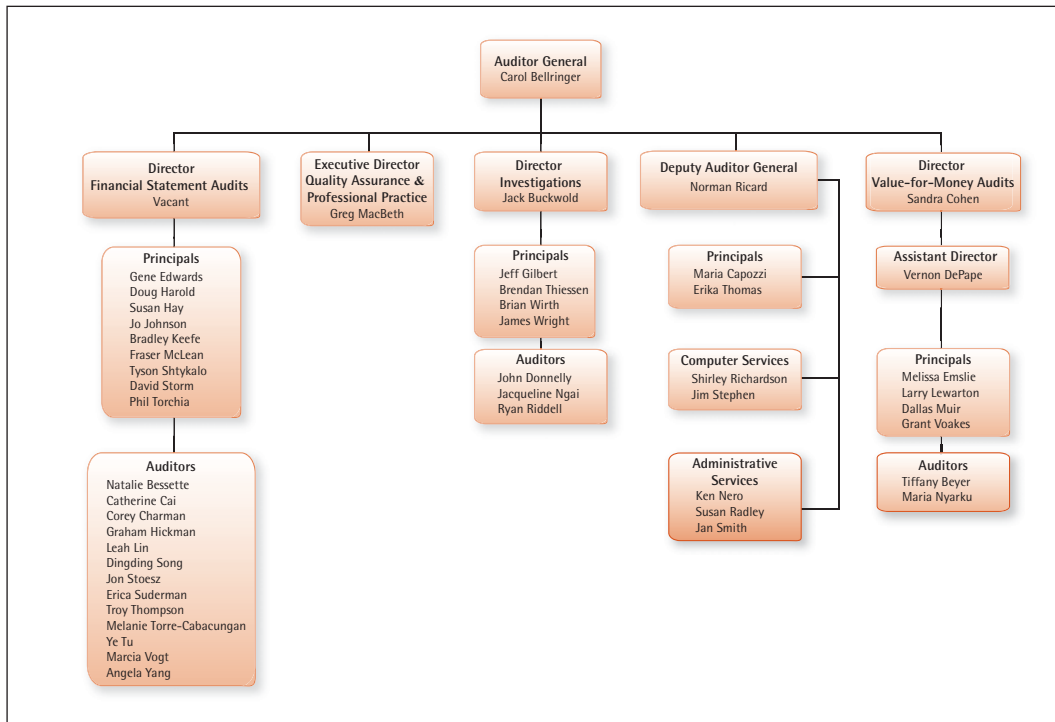 Auditor General
Carol Bellringer
Director
Financial Statement Audits
Vacant
Executive Director
Quality Assurance &
Professional Practice
Greg MacBeth
Director
Investigations
Jack Buckwold
Deputy Auditor General
Norman Ricard
Director
Value-for-Money Audits
Sandra Cohen
Principals
Gene Edwards
Doug Harold
Susan Hay
Jo Johnson
Bradley Keefe
Fraser McLean
Tyson Shtykalo
David Storm
Phil Torchia
Auditors
Natalie Bessette
Catherine Cai
Corey Charman
Graham Hickman
Leah Lin
Dingding Song
Jon Stoesz
Erica Suderman
Troy Thompson
Melanie Torre-Cabacungan
Ye Tu
Marcia Vogt
Angela Yang
Principals
Jeff Gilbert
Brendan Thiessen
Brian Wirth
James Wright
Auditors
John Donnelly
Jacqueline Ngai
Ryan Riddell
Principals
Maria Capozzi
Erika Thomas
Computer Services
Shirley Richardson
Jim Stephen
Administrative
Services
Ken Nero
Susan Radley
Jan Smith
Assistant Director
Vernon DePape
Principals
Melissa Emslie
Larry Lewarton
Dallas Muir
Grant Voakes
Auditors
Tiffany Beyer
Maria Nyarku